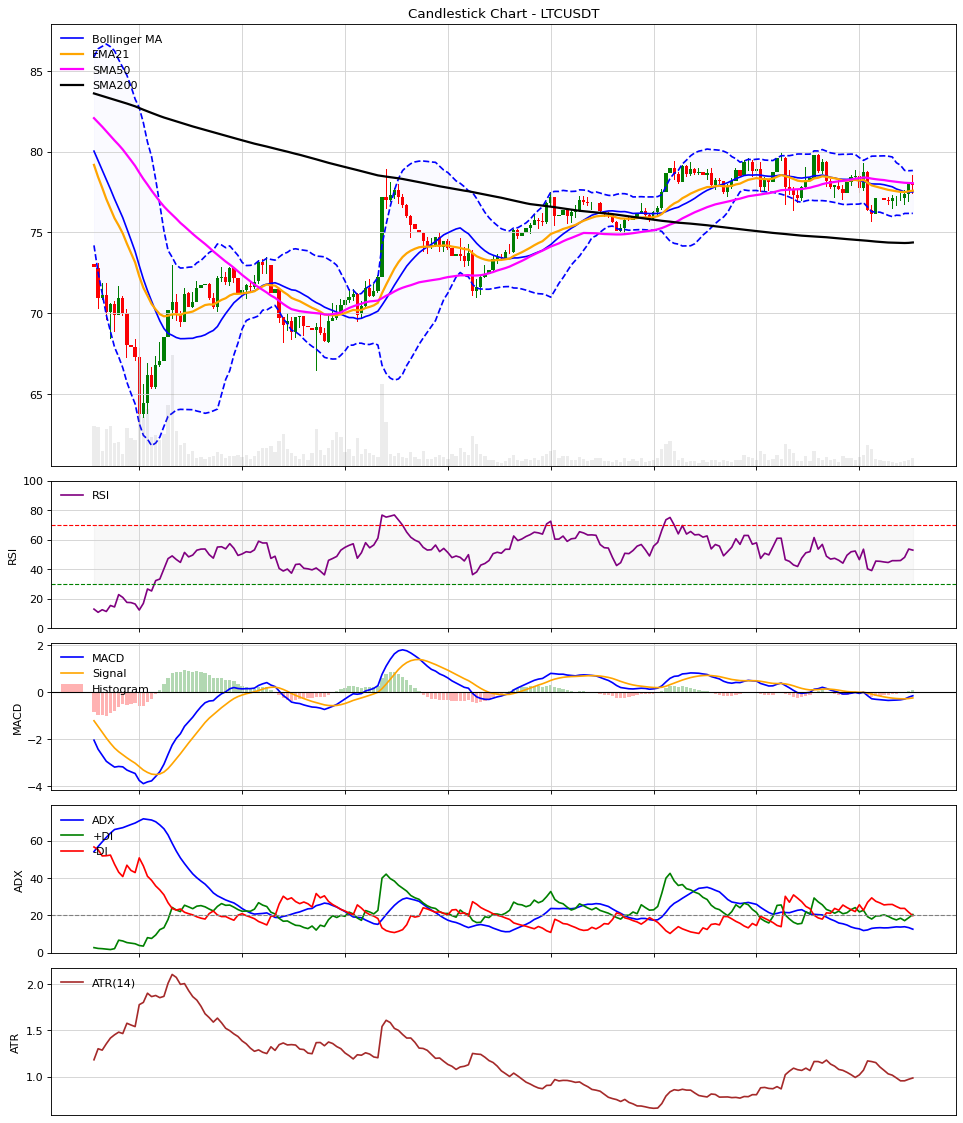 Candlestick Chart - LTCUSDT
Bollinger MA
EMA21
SMA50
SMA200
85
80
75
70
65
RSI
100
80
60
40
20
0
RSI
MACD
Signal
Histogram
2
0
−2
−4
MACD
ADX
+DI
-DI
60
40
20
0
ADX
ATR(14)
2.0
1.5
1.0
ATR